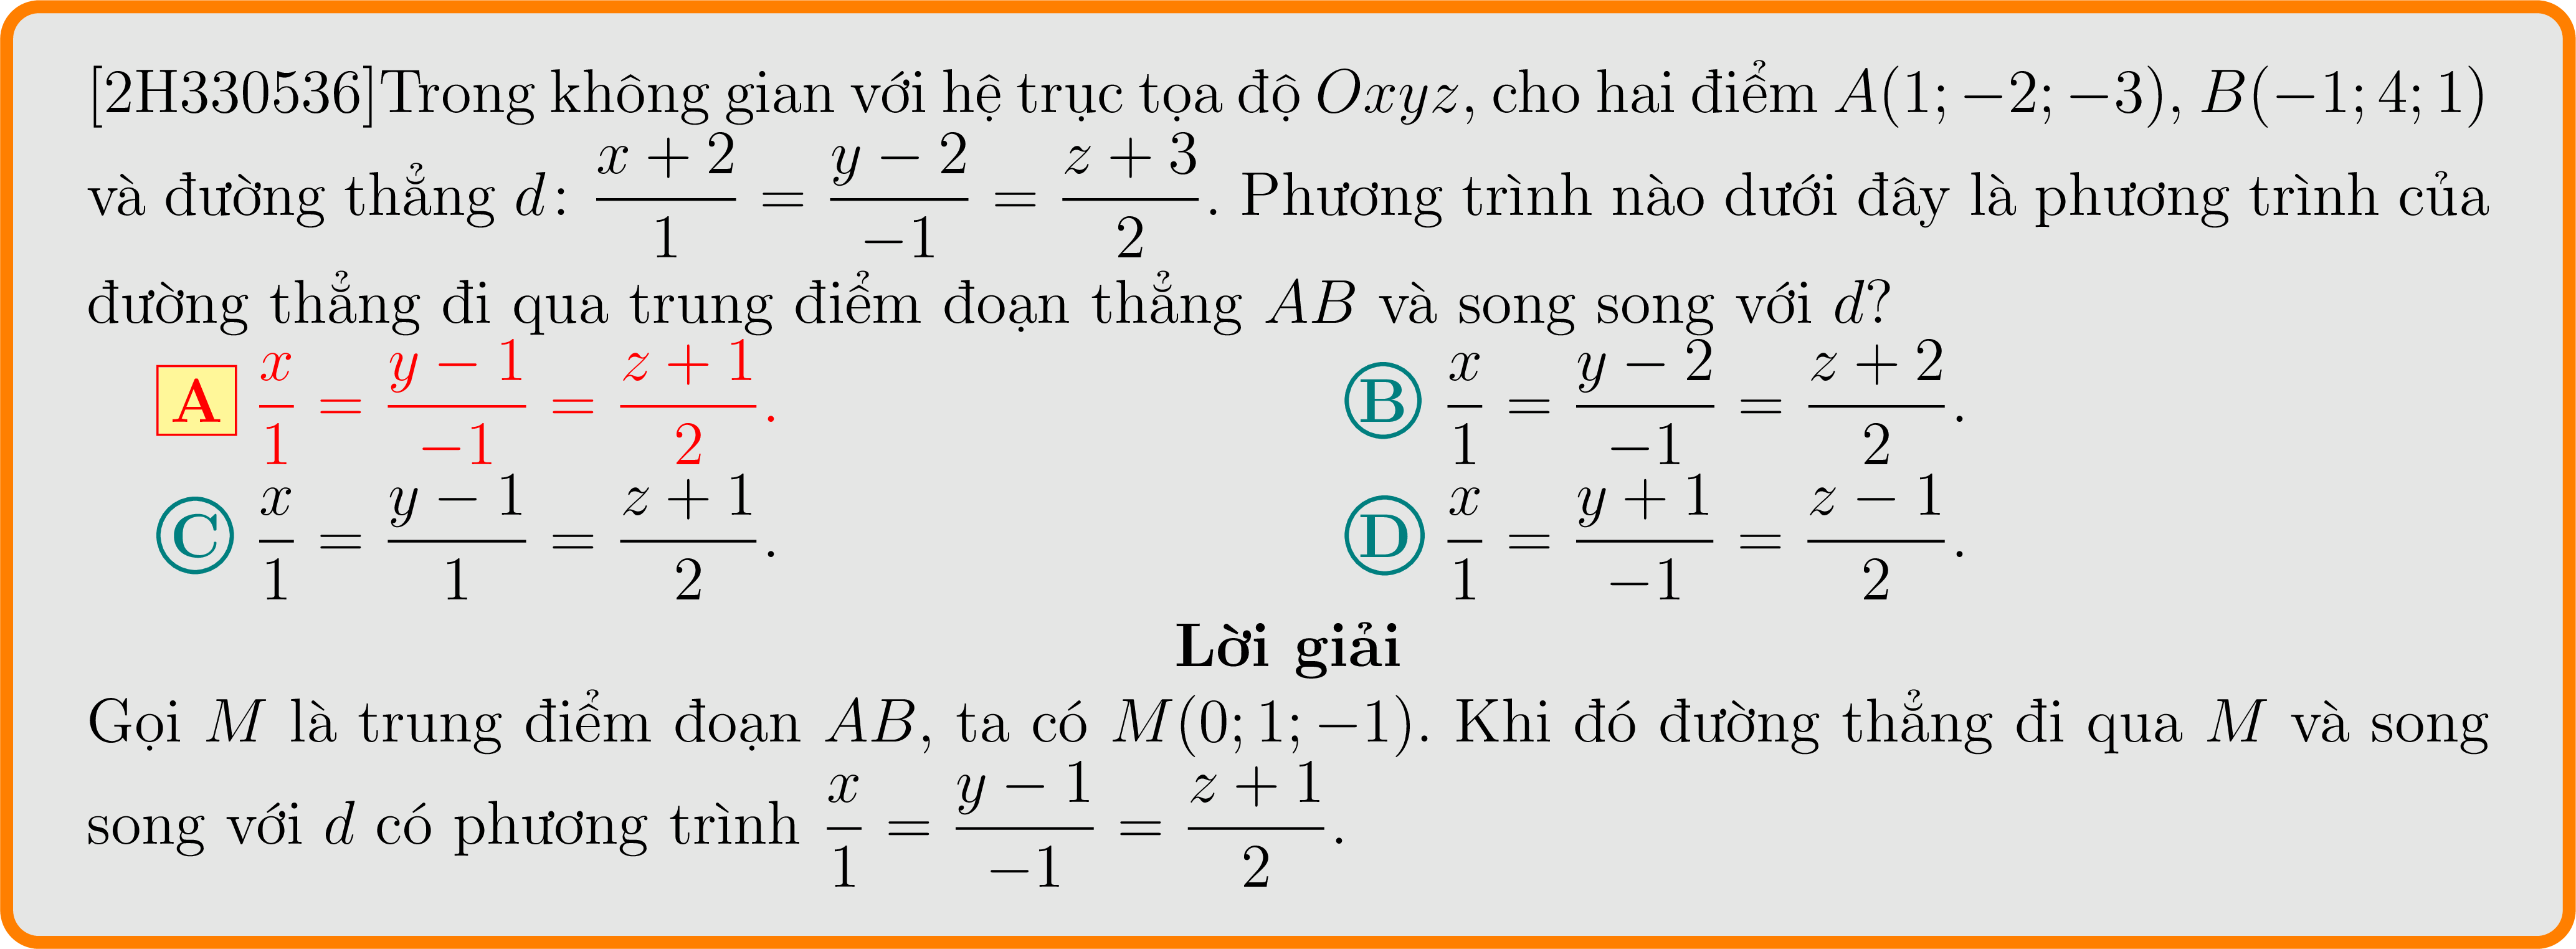 [2H330536]Trong không gian với hệ trục tọa độ Oxyz, cho hai điểm A(1; −2; −3), B(−1; 4; 1)
và đường thẳng d: \frac{x+2}{1} = \frac{y-2}{-1} = \frac{z+3}{2}. Phương trình nào dưới đây là phương trình của
đường thẳng đi qua trung điểm đoạn thẳng AB và song song với d?
A \frac{x}{1} = \frac{y-1}{-1} = \frac{z+1}{2}. B \frac{x}{1} = \frac{y-2}{-1} = \frac{z+2}{2}.
C \frac{x}{1} = \frac{y-1}{1} = \frac{z+1}{2}. D \frac{x}{1} = \frac{y+1}{-1} = \frac{z-1}{2}.
Lời giải
Gọi M là trung điểm đoạn AB, ta có M(0; 1; −1). Khi đó đường thẳng đi qua M và song
song với d có phương trình \frac{x}{1} = \frac{y-1}{-1} = \frac{z+1}{2}.